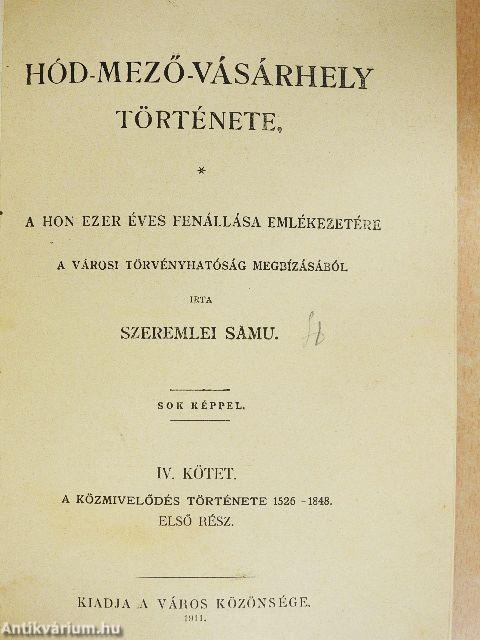 HÓD-MEZŐ-VÁSÁRHELY
TÖRTÉNETE,
*
A HON EZER ÉVES FENÁLLÁSA EMLÉKEZETÉRE
A VÁROSI TÖRVÉNYHATÓSÁG MEGBÍZÁSÁBÓL
IRTA
SZEREMLEI SAMU.
SOK KÉPPEL.
IV. KÖTET.
A KÖZMIVELŐDÉS TÖRTÉNETE 1526-1848.
ELSŐ RÉSZ.
KIADJA A VÁROS KÖZÖNSÉGE.
1911.
Antikvárium.hu